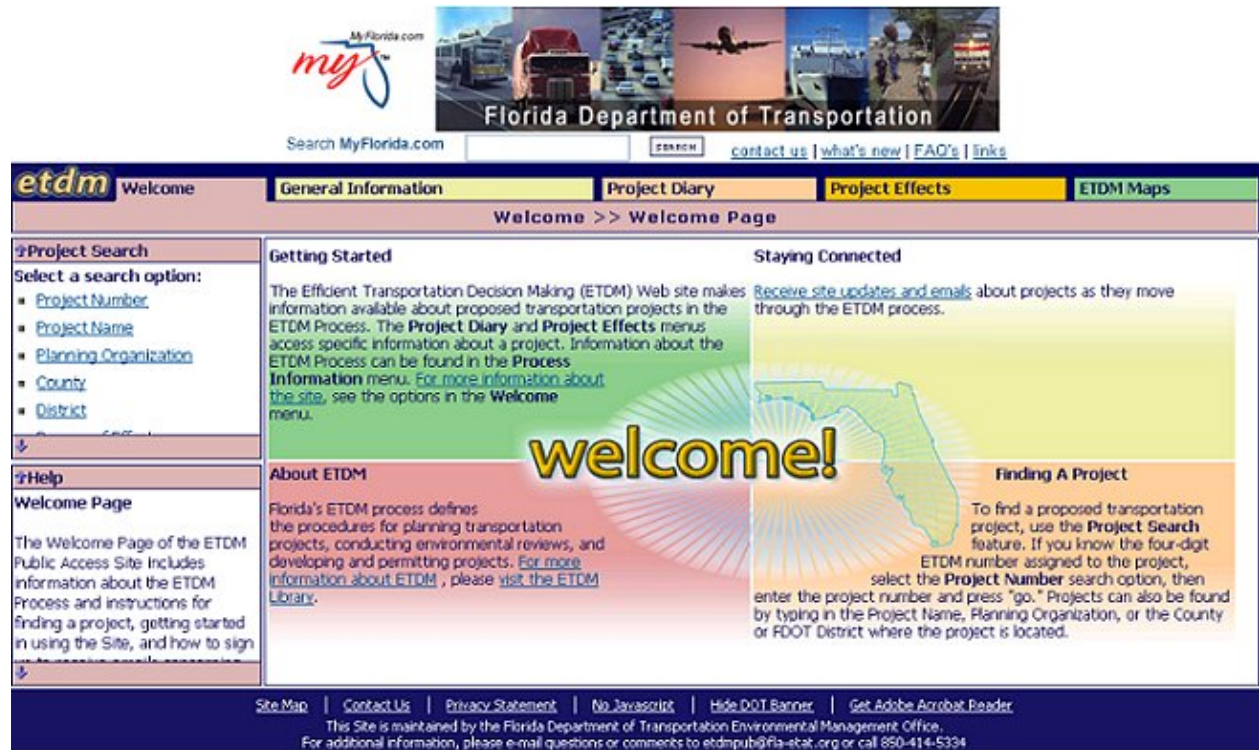 MyFlorida.com
my
Florida Department of Transportation
Search MyFlorida.com
SEARCH
contact us | what's new | FAQ's | links
etdm
Welcome
General Information
Project Diary
Project Effects
ETDM Maps
Welcome >> Welcome Page
Project Search
Select a search option:
Project Number
Project Name
Planning Organization
County
District
Help
Welcome Page
The Welcome Page of the ETDM
Public Access Site Includes
information about the ETDM
Process and instructions for
finding a project, getting started
in using the Site, and how to sign
Getting Started
The Efficient Transportation Decision Making (ETDM) Web site makes
information available about proposed transportation projects in the
ETDM Process. The Project Diary and Project Effects menus
access specific information about a project. Information about the
ETDM Process can be found in the Process
Information menu. For more information about
the site, see the options in the Welcome
menu.
Staying Connected
Receive site updates and emails about projects as they move
through the ETDM process.
welcome!
About ETDM
Florida's ETDM process defines
the procedures for planning transportation
projects, conducting environmental reviews, and
developing and permitting projects. For more
information about ETDM , please visit the ETDM
Library.
Finding A Project
To find a proposed transportation
project, use the Project Search
feature. If you know the four-digit
ETDM number assigned to the project,
select the Project Number search option, then
enter the project number and press "go." Projects can also be found
by typing in the Project Name, Planning Organization, or the County
or FDOT District where the project is located.
Site Map | Contact Us | Privacy Statement | No Javascript | Hide DOT Banner | Get Adobe Acrobat Reader
This Site is maintained by the Florida Department of Transportation Environmental Management Office.
For additional information, please e-mail questions or comments to etdmpub@fla-etat.org or call 850-414-5334